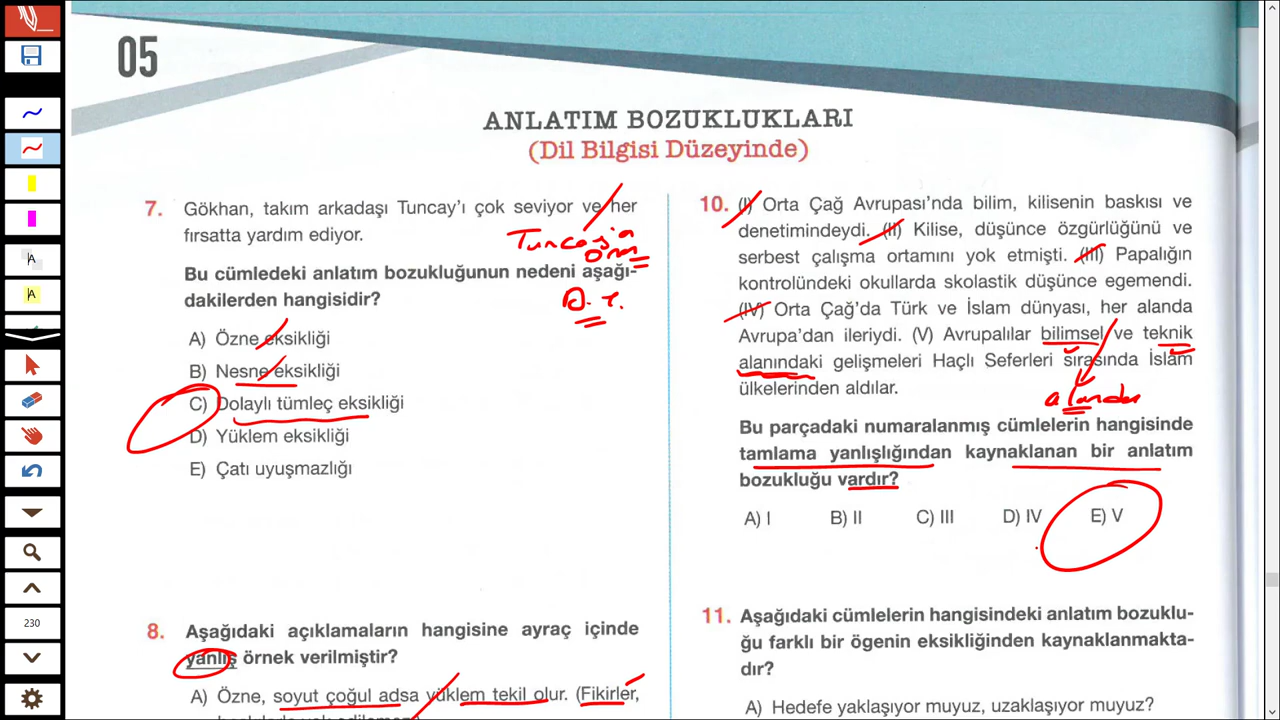 05
ANLATIM BOZUKLUKLARI
(Dil Bilgisi Düzeyinde)
7. Gökhan, takım arkadaşı Tuncay'ı çok seviyor ve her
fırsatta yardım ediyor.
Tuncay'a
ona
Bu cümledeki anlatım bozukluğunun nedeni aşağı-
dakilerden hangisidir?
D. T.
A) Özne eksikliği
B) Nesne eksikliği
C) Dolaylı tümleç eksikliği
D) Yüklem eksikliği
E) Çatı uyuşmazlığı
8. Aşağıdaki açıklamaların hangisine ayraç içinde
yanlış örnek verilmiştir?
A) Özne, soyut çoğul adsa yüklem tekil olur. (Fikirler,
10. (I) Orta Çağ Avrupası'nda bilim, kilisenin baskısı ve
denetimindeydi. (II) Kilise, düşünce özgürlüğünü ve
serbest çalışma ortamını yok etmişti. (III) Papalığın
kontrolündeki okullarda skolastik düşünce egemendi.
(IV) Orta Çağ'da Türk ve İslam dünyası, her alanda
Avrupa'dan ileriydi. (V) Avrupalılar bilimsel ve teknik
alanındaki gelişmeleri Haçlı Seferleri sırasında İslam
ülkelerinden aldılar.
alanda
Bu parçadaki numaralanmış cümlelerin hangisinde
tamlama yanlışlığından kaynaklanan bir anlatım
bozukluğu vardır?
A) I B) II C) III D) IV E) V
11. Aşağıdaki cümlelerin hangisindeki anlatım bozuklu-
ğu farklı bir ögenin eksikliğinden kaynaklanmakta-
dır?
A) Hedefe yaklaşıyor muyuz, uzaklaşıyor muyuz?
A
A
230